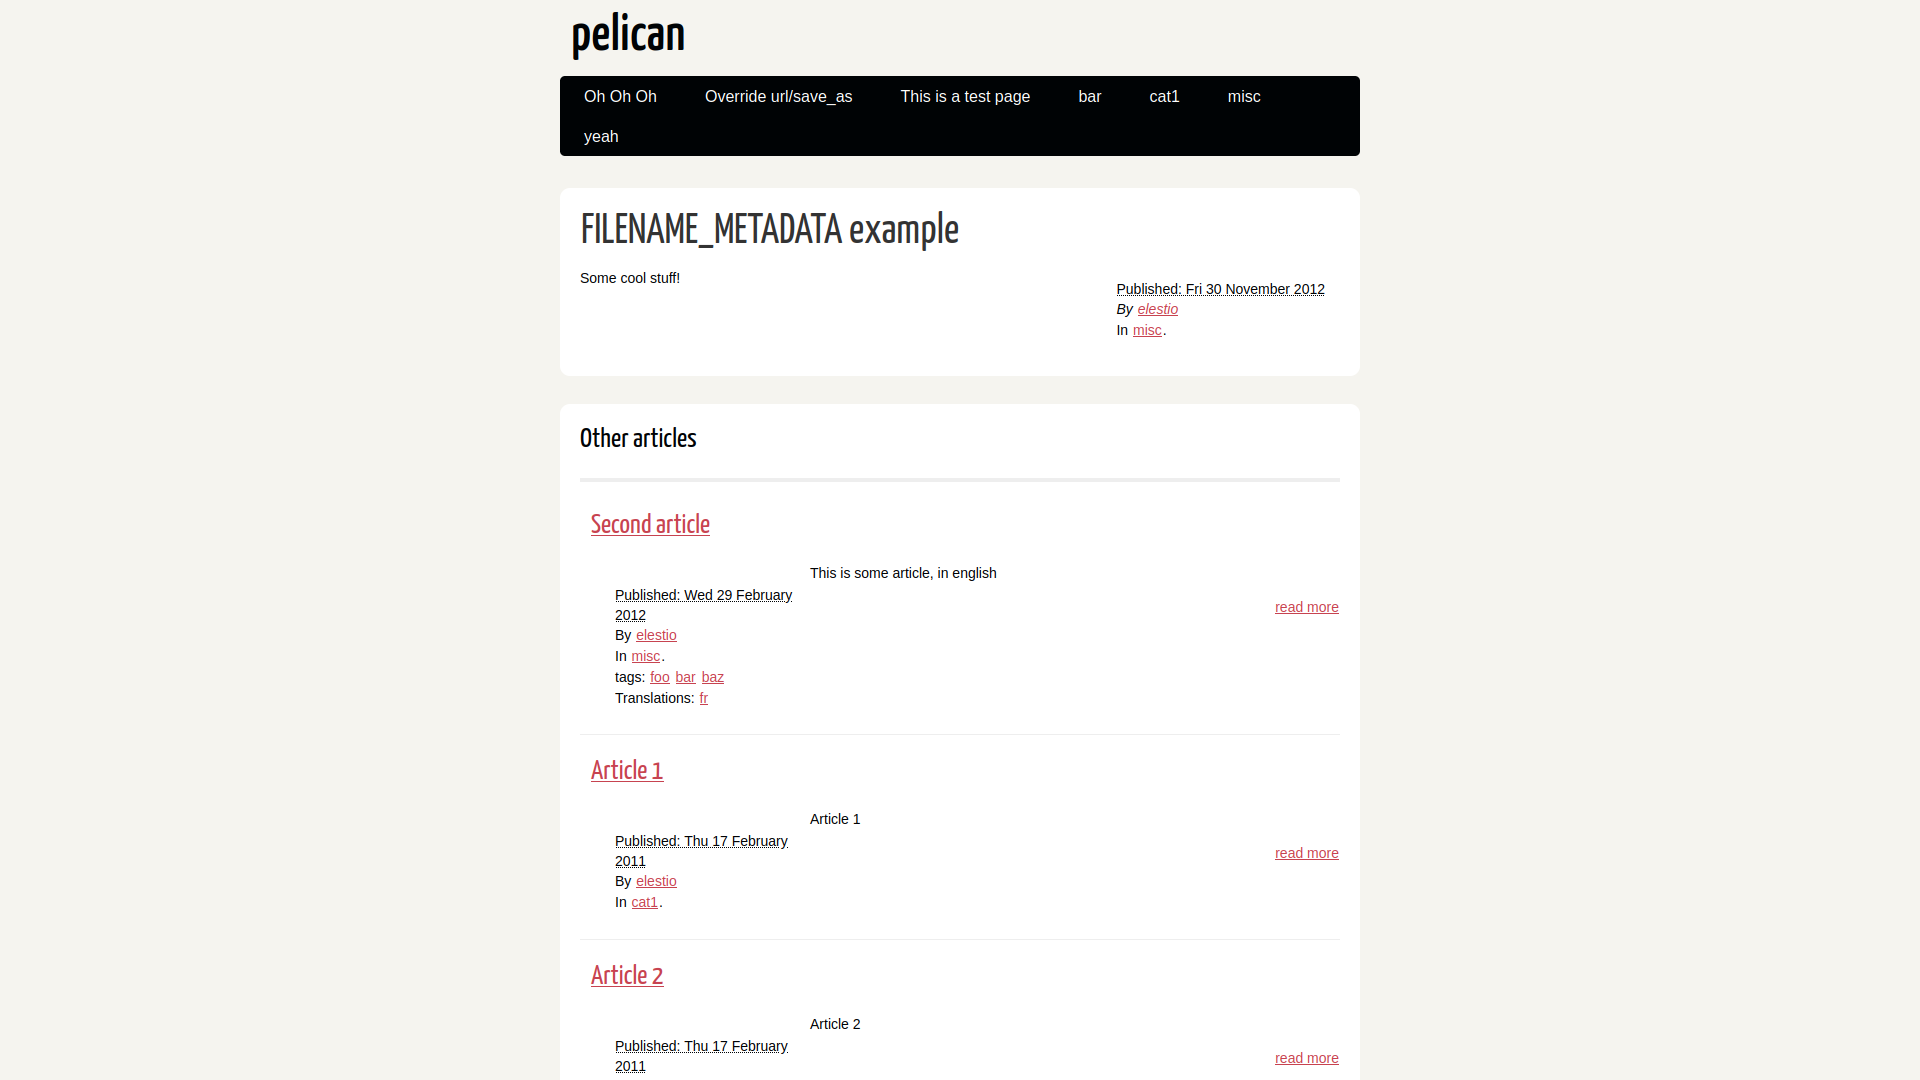 pelican
Oh Oh Oh Override url/save_as This is a test page bar cat1 misc
yeah
FILENAME_METADATA example
Some cool stuff!
Published: Fri 30 November 2012
By elestio
In misc.
Other articles
Second article
This is some article, in english
Published: Wed 29 February
2012
read more
By elestio
In misc.
tags: foo bar baz
Translations: fr
Article 1
Article 1
Published: Thu 17 February
2011
read more
By elestio
In cat1.
Article 2
Article 2
Published: Thu 17 February
2011
read more